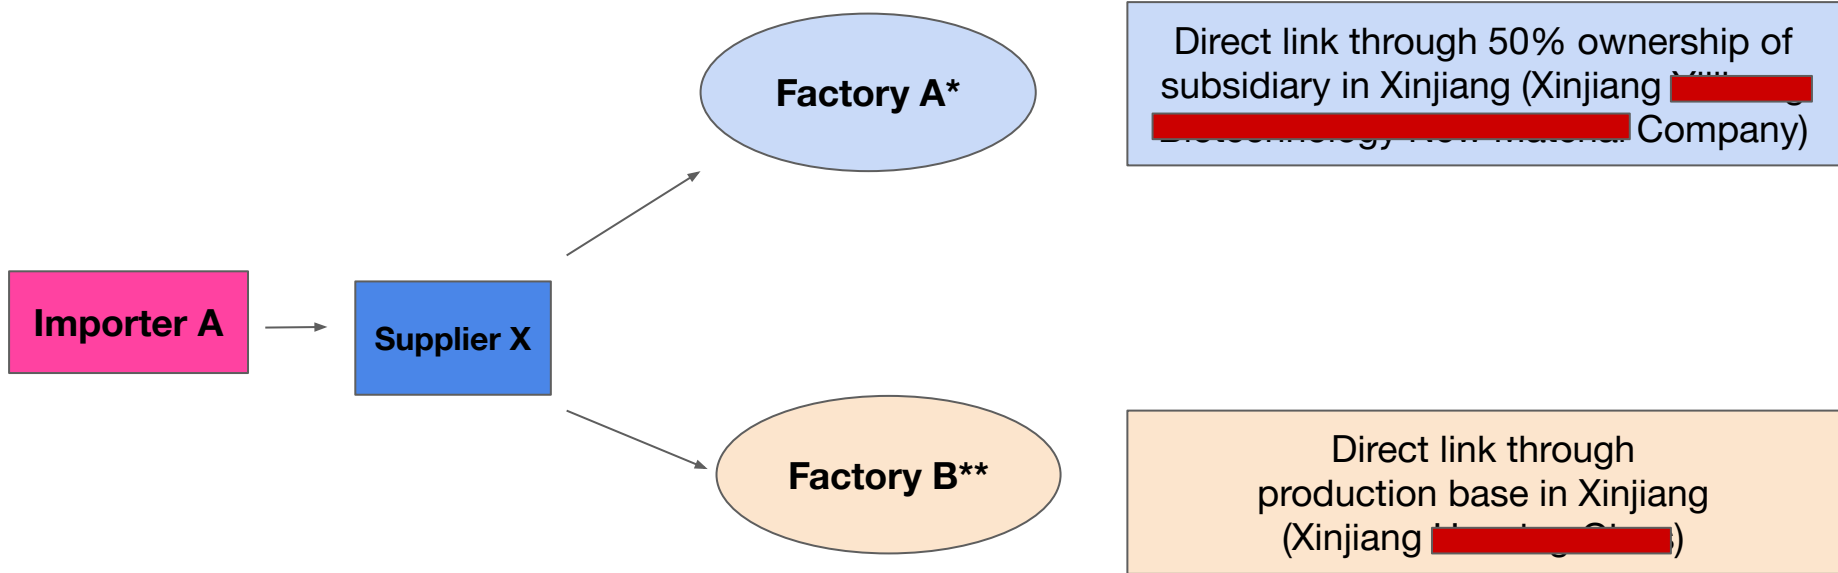 Factory A*
Direct link through 50% ownership of
subsidiary in Xinjiang (Xinjiang
Company)
Importer A
Supplier X
Factory B**
Direct link through
production base in Xinjiang
(Xinjiang )